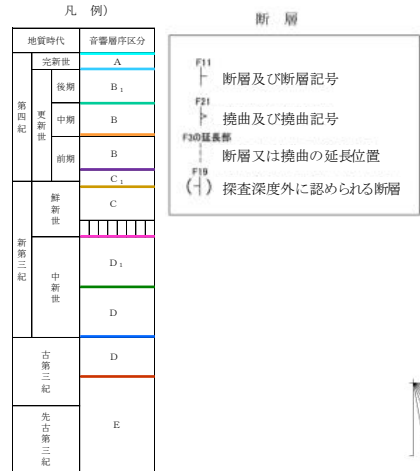 凡 例)
地質時代 音響層序区分
第四紀 完新世 A
更新世 後期 B₁
中期 B
前期 B
C₁
新第三紀 鮮新世 C
中新世 D₁
D
古第三紀 D
先古第三紀 E
断 層
F11
断層及び断層記号
F21
撓曲及び撓曲記号
F3の延長部
断層又は撓曲の延長位置
F19
探査深度外に認められる断層